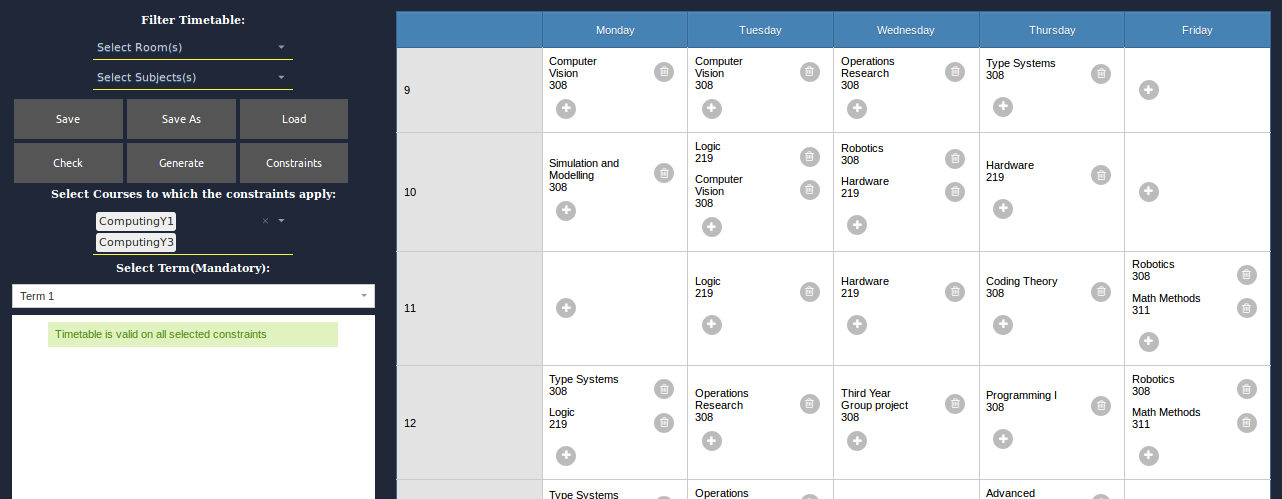 Filter Timetable:
Select Room(s)
Select Subjects(s)
Save
Save As
Load
Check
Generate
Constraints
Select Courses to which the constraints apply:
ComputingY1
×
ComputingY3
Select Term(Mandatory):
Term 1
Timetable is valid on all selected constraints
Monday
Tuesday
Wednesday
Thursday
Friday
9
Computer
Vision
308
Computer
Vision
308
Operations
Research
308
Type Systems
308
10
Simulation and
Modelling
308
Logic
219
Computer
Vision
308
Robotics
308
Hardware
219
Hardware
219
11
Logic
219
Hardware
219
Coding Theory
308
Robotics
308
Math Methods
311
12
Type Systems
308
Logic
219
Operations
Research
308
Third Year
Group project
308
Programming I
308
Robotics
308
Math Methods
311
Type Systems
Operations
Advanced